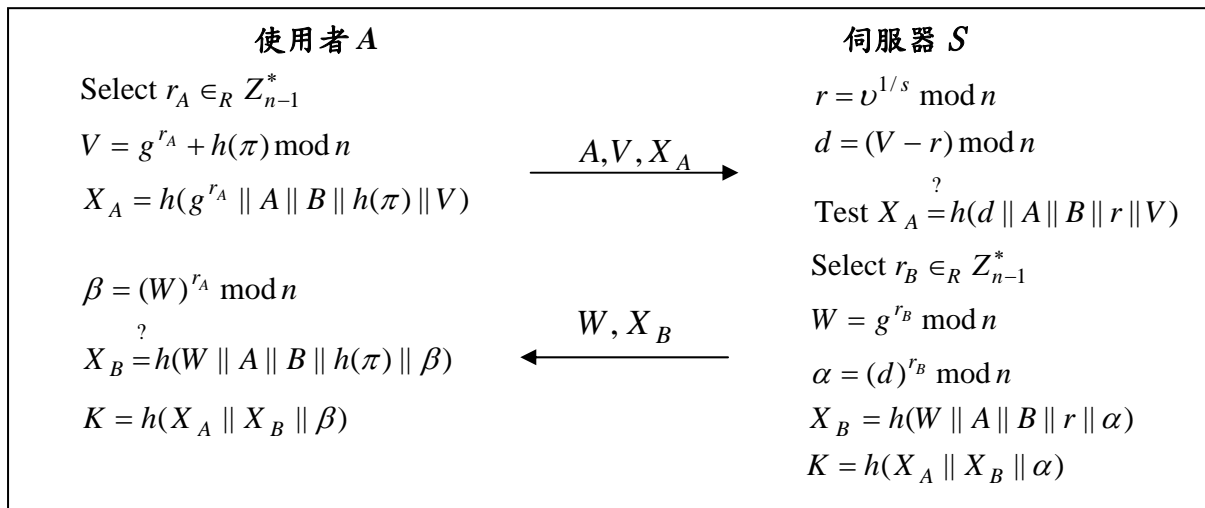 使用者 A
Select r_A ∈_R Z*_{n-1}
V = g^{r_A} + h(π) mod n
X_A = h(g^{r_A} || A || B || h(π) || V)
β = (W)^{r_A} mod n
X_B ?= h(W || A || B || h(π) || β)
K = h(X_A || X_B || β)
A, V, X_A
W, X_B
伺服器 S
r = υ^{1/s} mod n
d = (V − r) mod n
Test X_A ?= h(d || A || B || r || V)
Select r_B ∈_R Z*_{n-1}
W = g^{r_B} mod n
α = (d)^{r_B} mod n
X_B = h(W || A || B || r || α)
K = h(X_A || X_B || α)